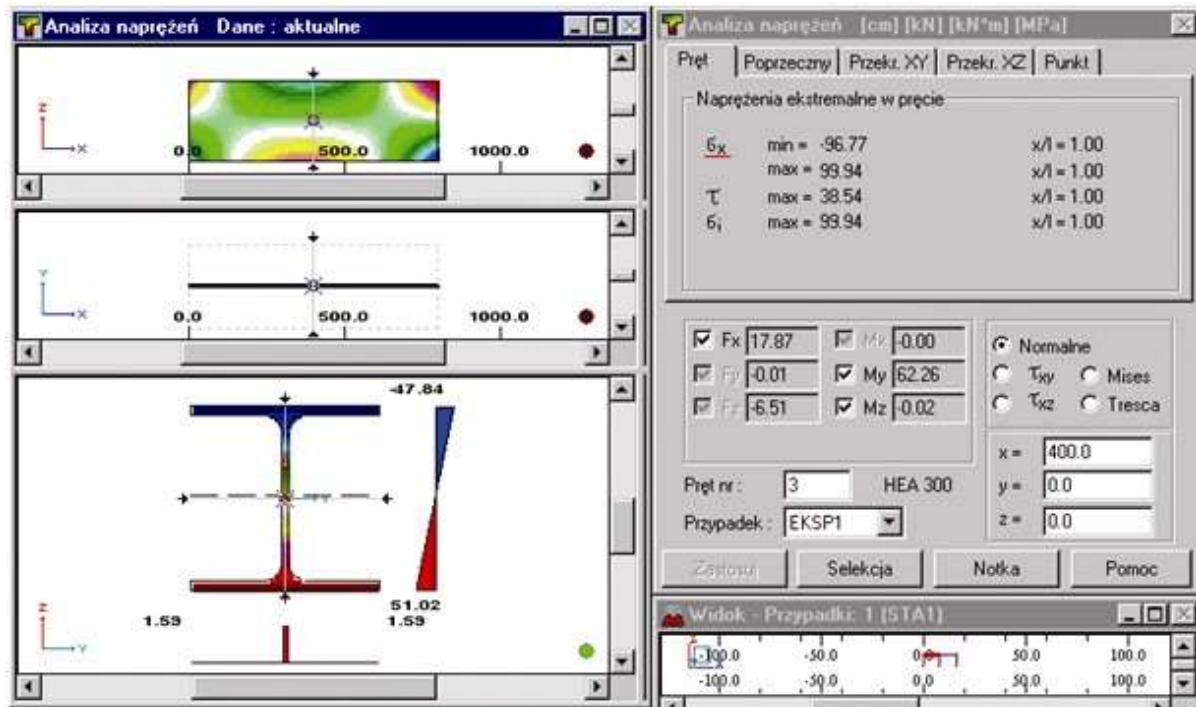 Analiza naprężeń Dane : aktualne
Z
X
0.0 500.0 1000.0
Y
X
0.0 500.0 1000.0
-47.84
51.02
1.59 1.59
Z
Y
Analiza naprężeń [cm] [kN] [kN*m] [MPa]
Pręt Poprzeczny Przekr. XY Przekr. XZ Punkt
Naprężenia ekstremalne w pręcie
σx min = -96.77 x/l = 1.00
max = 99.94 x/l = 1.00
τ max = 38.54 x/l = 1.00
σi max = 99.94 x/l = 1.00
Fx 17.87 Mx -0.00
Fy -0.01 My 62.26
Fz -6.51 Mz -0.02
Normalne
τxy Mises
τxz Tresca
x = 400.0
y = 0.0
z = 0.0
Pręt nr : 3 HEA 300
Przypadek : EKSP1
Zastosuj Selekcja Notka Pomoc
Widok - Przypadki: 1 (STA1)
-100.0 -50.0 0.0 50.0 100.0
-100.0 -50.0 0.0 50.0 100.0